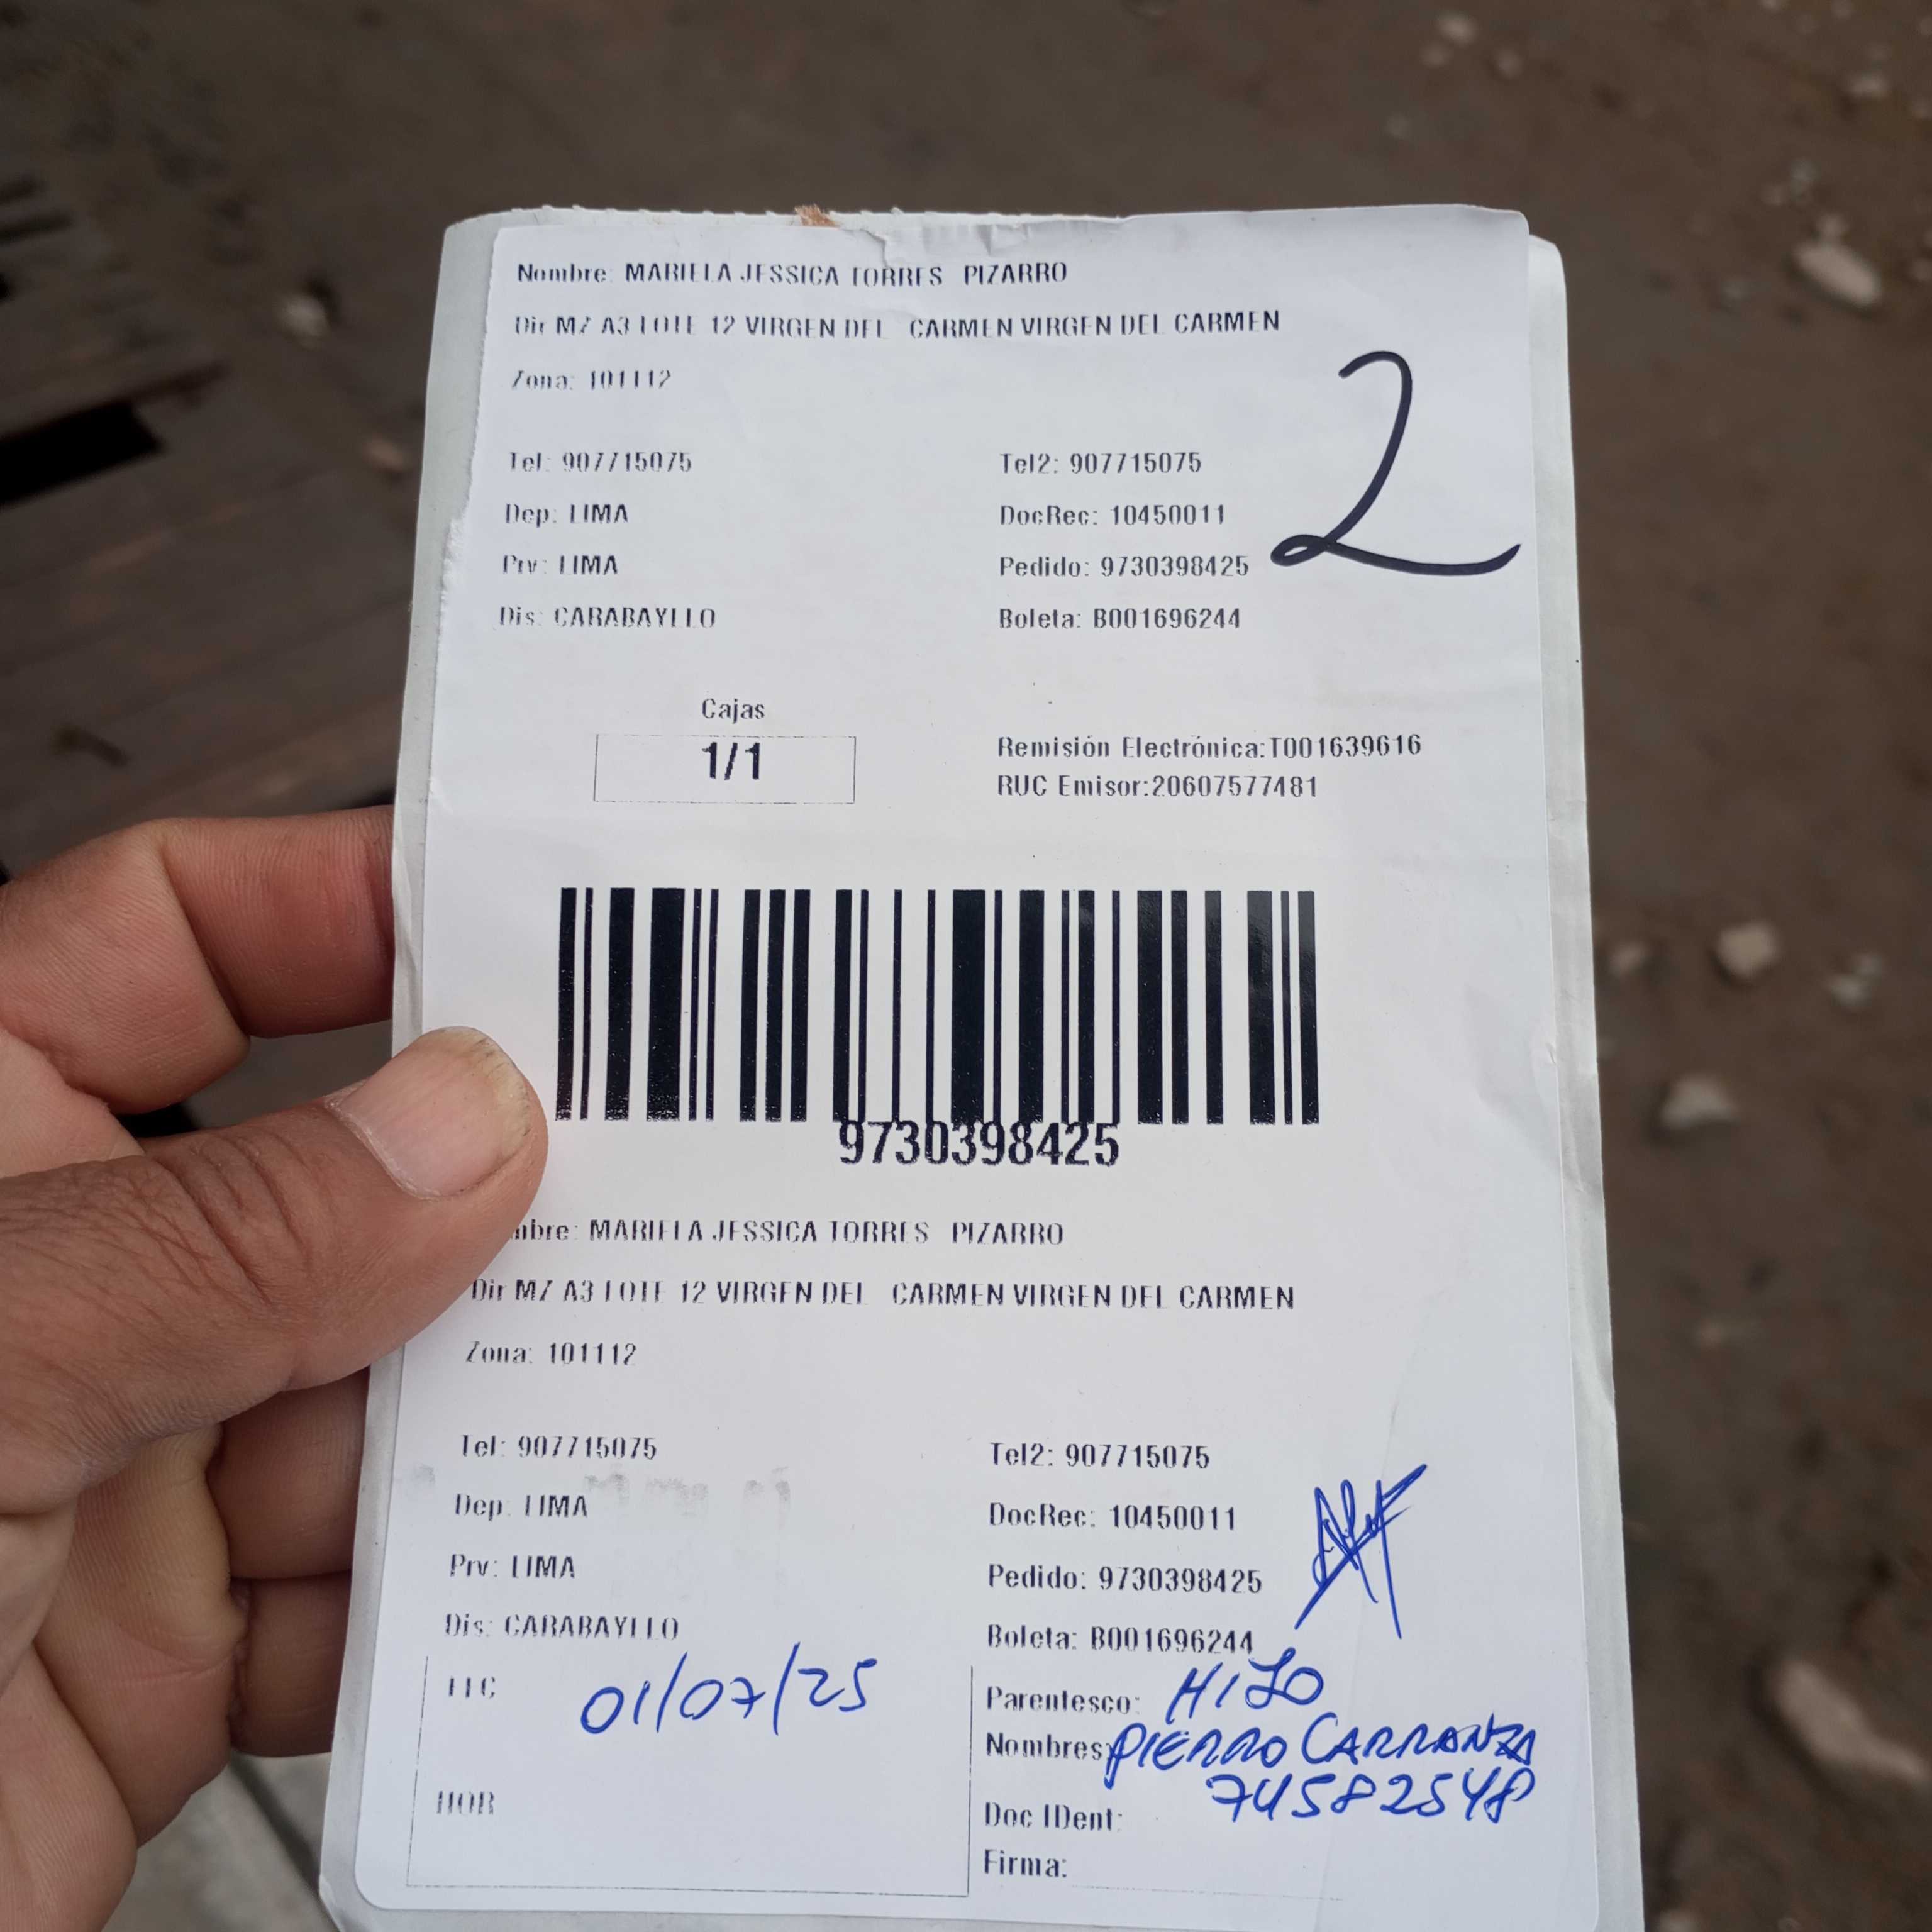 Nombre: MARIELA JESSICA TORRES PIZARRO
Dir MZ A3 LOTE 12 VIRGEN DEL CARMEN VIRGEN DEL CARMEN
Zona: 101112
2
Tel: 907715075 Tel2: 907715075
Dep: LIMA DocRec: 10450011
Prv: LIMA Pedido: 9730398425
Dis: CARABAYLLO Boleta: B001696244
Cajas
1/1
Remisión Electrónica:T001639616
RUC Emisor:20607577481
9730398425
mbre: MARIELA JESSICA TORRES PIZARRO
Dir MZ A3 LOTE 12 VIRGEN DEL CARMEN VIRGEN DEL CARMEN
Zona: 101112
Tel: 907715075 Tel2: 907715075
Dep: LIMA DocRec: 10450011
Prv: LIMA Pedido: 9730398425
Dis: CARABAYLLO Boleta: B001696244
01/07/25
Parentesco: HIJO
Nombres: PIERRO CARRANZA
HOR
Doc IDent: 74582548
Firma: